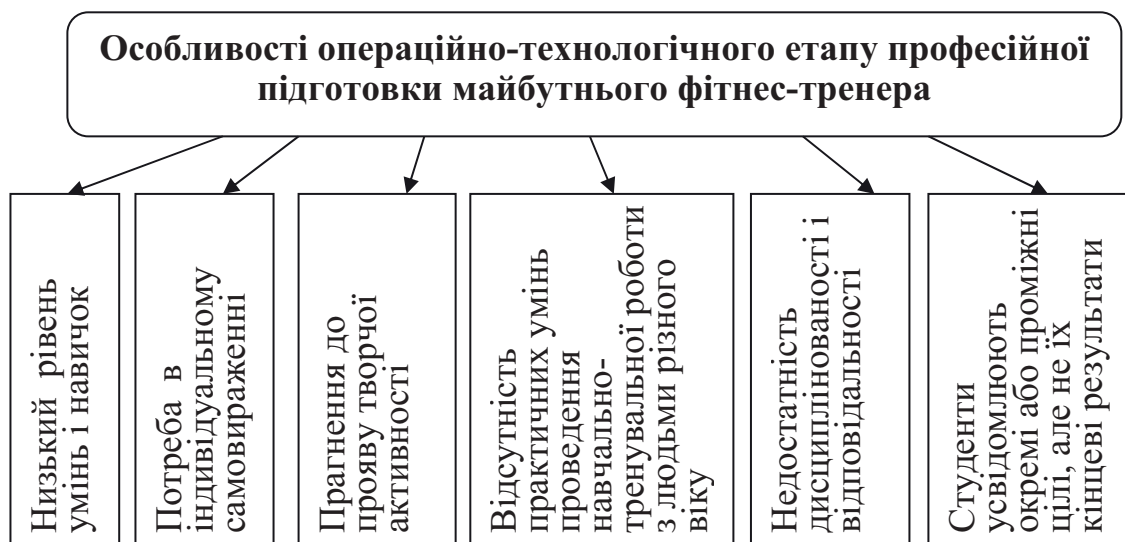 Особливості операційно-технологічного етапу професійної
підготовки майбутнього фітнес-тренера
Низький рівень
умінь і навичок
Потреба в
індивідуальному
самовираженні
Прагнення до
прояву творчої
активності
Відсутність
практичних умінь
проведення
навчально-
тренувальної роботи
з людьми різного
віку
Недостатність
дисциплінованості і
відповідальності
Студенти
усвідомлюють
окремі або проміжні
цілі, але не їх
кінцеві результати